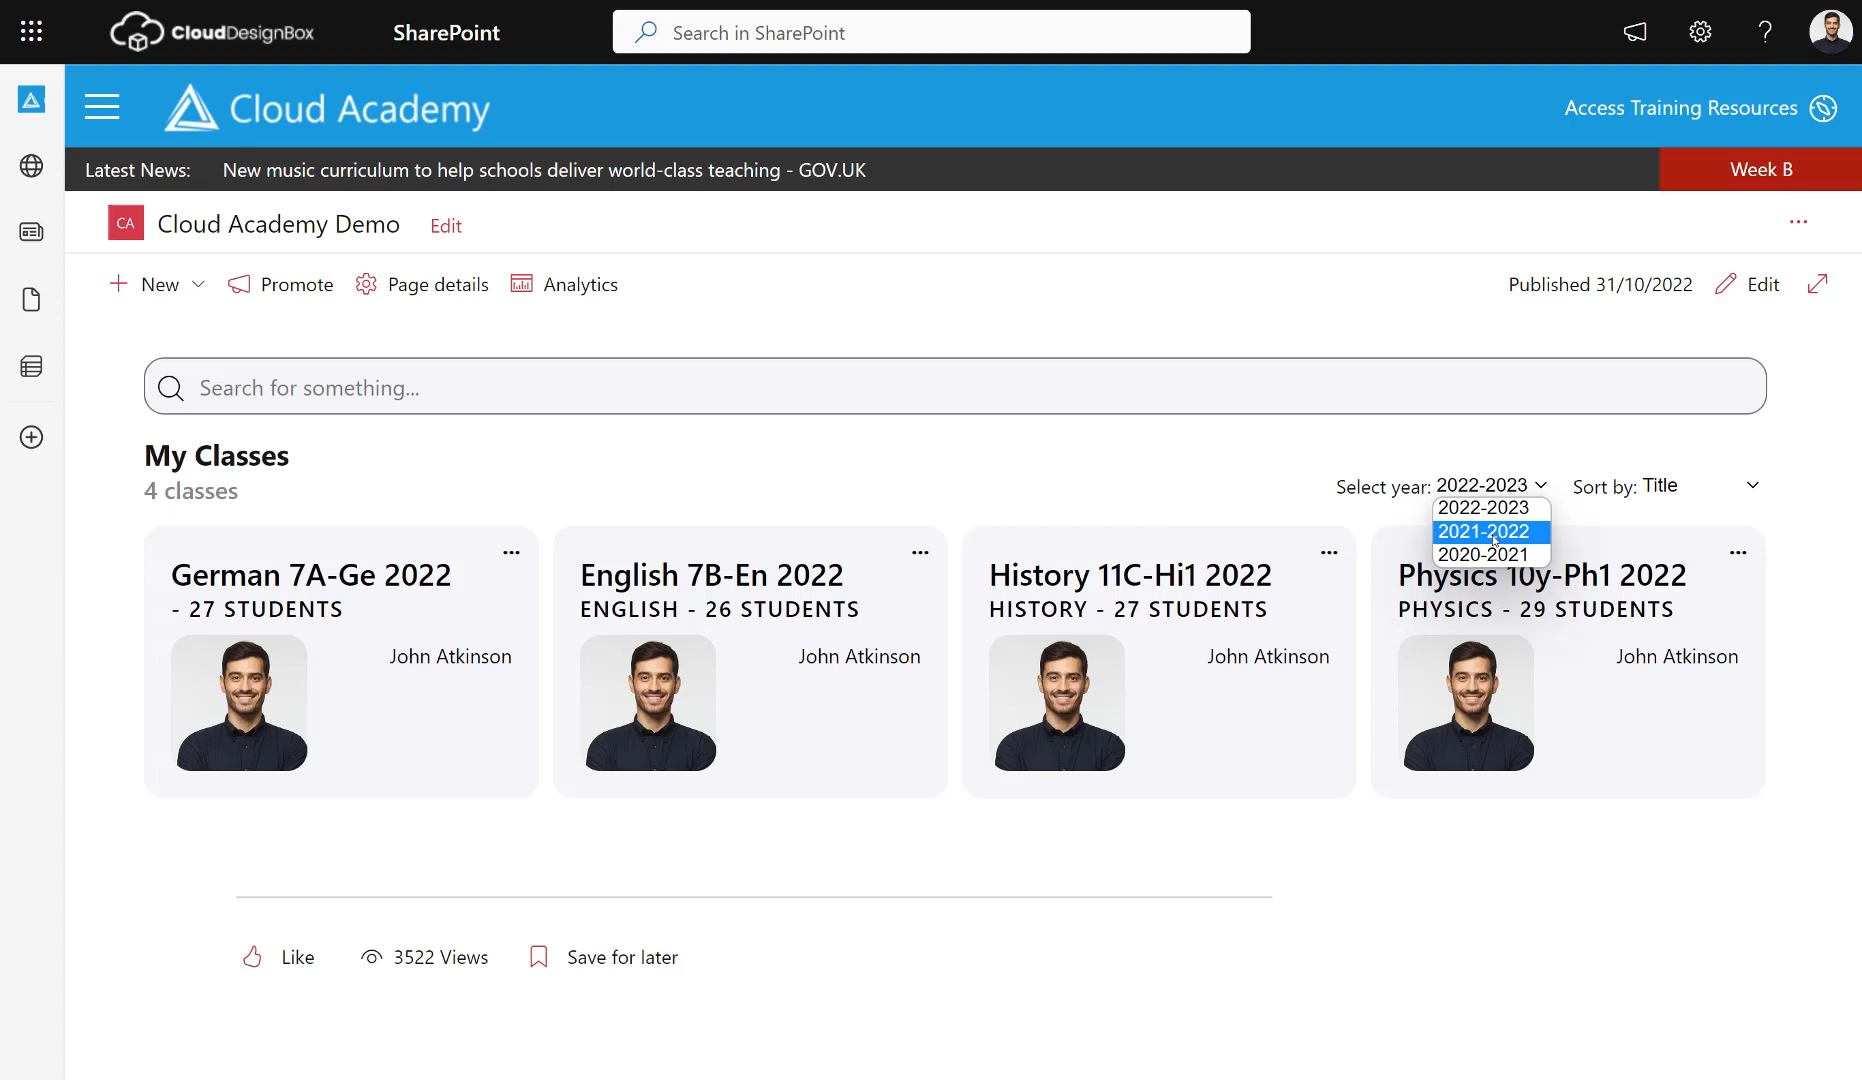 CloudDesignBox
SharePoint
Search in SharePoint
Cloud Academy
Access Training Resources
Latest News:
New music curriculum to help schools deliver world-class teaching - GOV.UK
Week B
CA
Cloud Academy Demo
Edit
New
Promote
Page details
Analytics
Published 31/10/2022
Edit
Search for something...
My Classes
4 classes
Select year: 2022-2023
Sort by: Title
2022-2023
2021-2022
2020-2021
German 7A-Ge 2022
- 27 STUDENTS
John Atkinson
English 7B-En 2022
ENGLISH - 26 STUDENTS
John Atkinson
History 11C-Hi1 2022
HISTORY - 27 STUDENTS
John Atkinson
Physics 10y-Ph1 2022
PHYSICS - 29 STUDENTS
John Atkinson
Like
3522 Views
Save for later